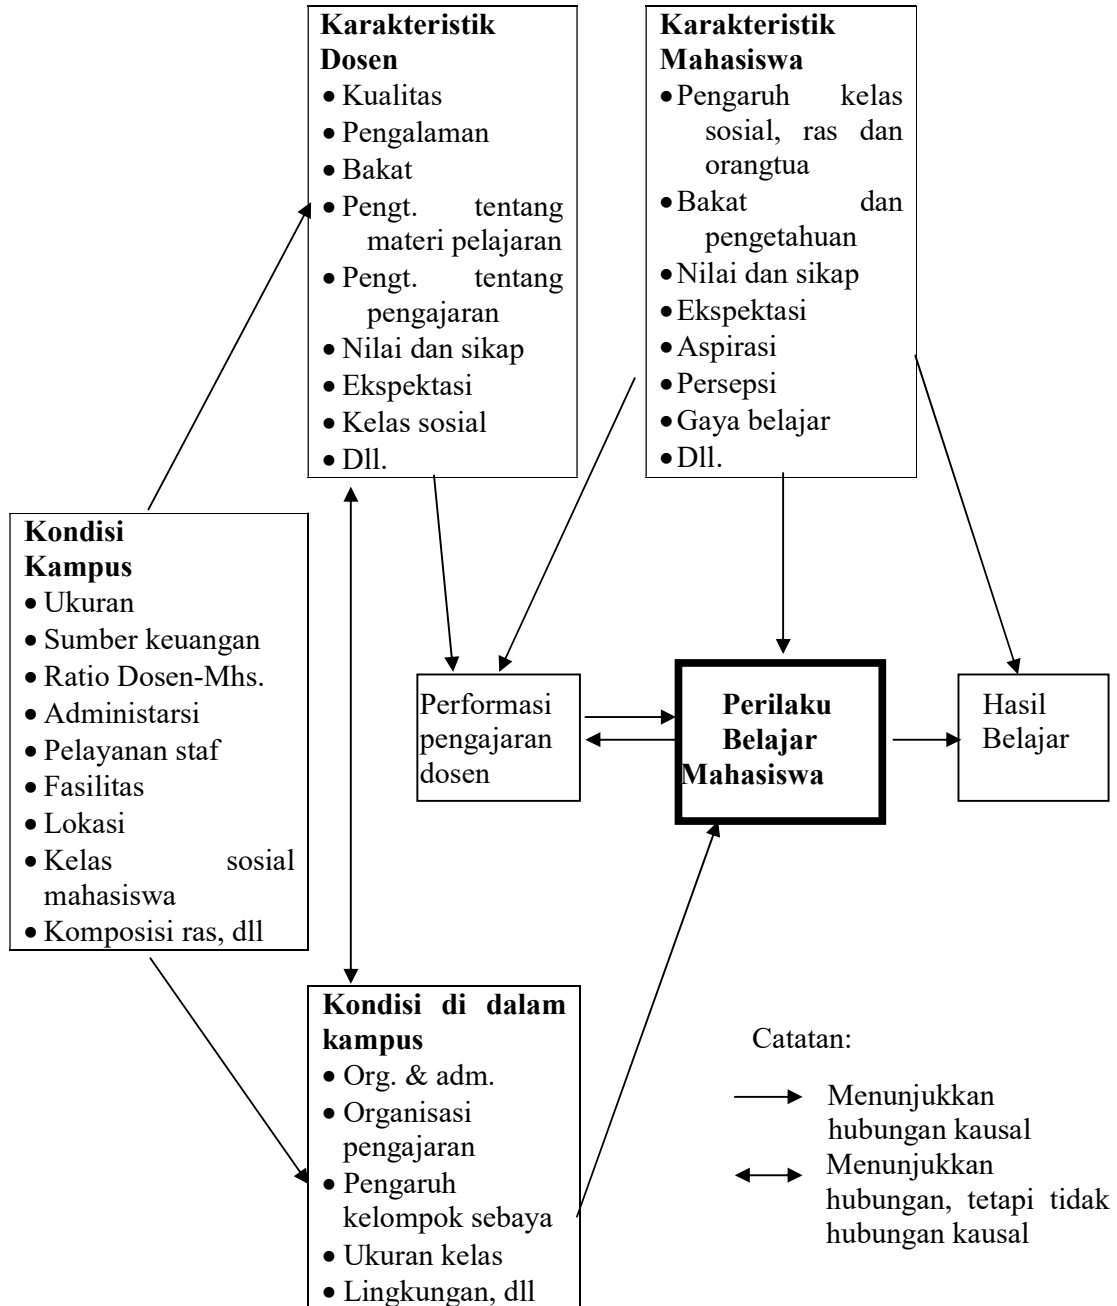 Karakteristik
Dosen
• Kualitas
• Pengalaman
• Bakat
• Pengt. tentang
materi pelajaran
• Pengt. tentang
pengajaran
• Nilai dan sikap
• Ekspektasi
• Kelas sosial
• Dll.
Karakteristik
Mahasiswa
• Pengaruh kelas
sosial, ras dan
orangtua
• Bakat dan
pengetahuan
• Nilai dan sikap
• Ekspektasi
• Aspirasi
• Persepsi
• Gaya belajar
• Dll.
Kondisi
Kampus
• Ukuran
• Sumber keuangan
• Ratio Dosen-Mhs.
• Administarsi
• Pelayanan staf
• Fasilitas
• Lokasi
• Kelas sosial
mahasiswa
• Komposisi ras, dll
Performasi
pengajaran
dosen
Perilaku
Belajar
Mahasiswa
Hasil
Belajar
Kondisi di dalam
kampus
• Org. & adm.
• Organisasi
pengajaran
• Pengaruh
kelompok sebaya
• Ukuran kelas
• Lingkungan, dll
Catatan:
Menunjukkan
hubungan kausal
Menunjukkan
hubungan, tetapi tidak
hubungan kausal